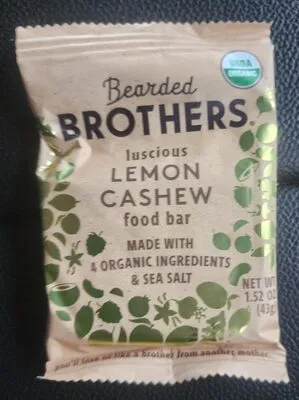 USDA
ORGANIC
Bearded
BROTHERS
luscious
LEMON
CASHEW
food bar
MADE WITH
4 ORGANIC INGREDIENTS
& SEA SALT
NET WT
1.52 OZ
(43g)
you'll love us like a brother from another mother.